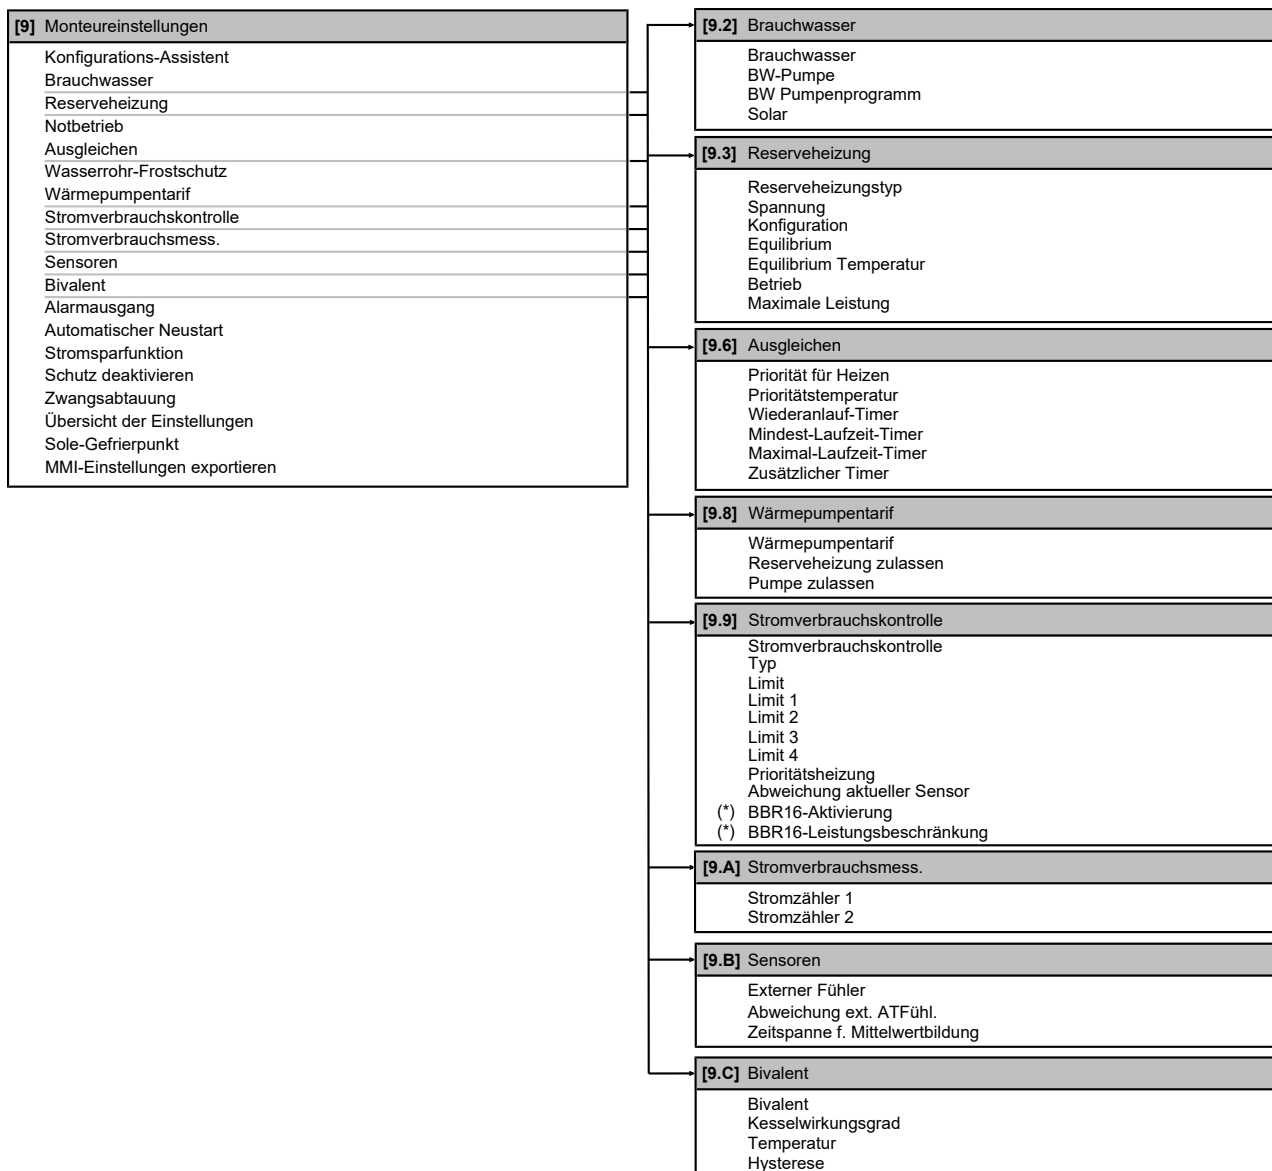 [9] Monteureinstellungen
Konfigurations-Assistent
Brauchwasser
Reserveheizung
Notbetrieb
Ausgleichen
Wasserrohr-Frostschutz
Wärmepumpentarif
Stromverbrauchskontrolle
Stromverbrauchsmess.
Sensoren
Bivalent
Alarmausgang
Automatischer Neustart
Stromsparfunktion
Schutz deaktivieren
Zwangsabtauung
Übersicht der Einstellungen
Sole-Gefrierpunkt
MMI-Einstellungen exportieren
[9.2] Brauchwasser
Brauchwasser
BW-Pumpe
BW Pumpenprogramm
Solar
[9.3] Reserveheizung
Reserveheizungstyp
Spannung
Konfiguration
Equilibrium
Equilibrium Temperatur
Betrieb
Maximale Leistung
[9.6] Ausgleichen
Priorität für Heizen
Prioritätstemperatur
Wiederanlauf-Timer
Mindest-Laufzeit-Timer
Maximal-Laufzeit-Timer
Zusätzlicher Timer
[9.8] Wärmepumpentarif
Wärmepumpentarif
Reserveheizung zulassen
Pumpe zulassen
[9.9] Stromverbrauchskontrolle
Stromverbrauchskontrolle
Typ
Limit
Limit 1
Limit 2
Limit 3
Limit 4
Prioritätsheizung
Abweichung aktueller Sensor
(*) BBR16-Aktivierung
(*) BBR16-Leistungsbeschränkung
[9.A] Stromverbrauchsmess.
Stromzähler 1
Stromzähler 2
[9.B] Sensoren
Externer Fühler
Abweichung ext. ATFühl.
Zeitspanne f. Mittelwertbildung
[9.C] Bivalent
Bivalent
Kesselwirkungsgrad
Temperatur
Hysterese